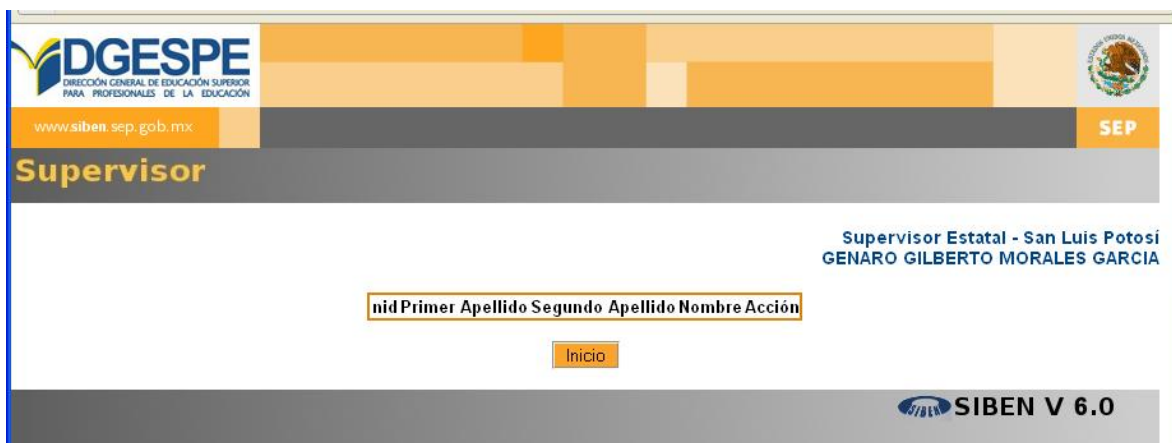 DGESPE
DIRECCIÓN GENERAL DE EDUCACIÓN SUPERIOR
PARA PROFESIONALES DE LA EDUCACIÓN
www.siben.sep.gob.mx
SEP
Supervisor
Supervisor Estatal - San Luis Potosí
GENARO GILBERTO MORALES GARCIA
nid Primer Apellido Segundo Apellido Nombre Acción
Inicio
SIBEN SIBEN V 6.0